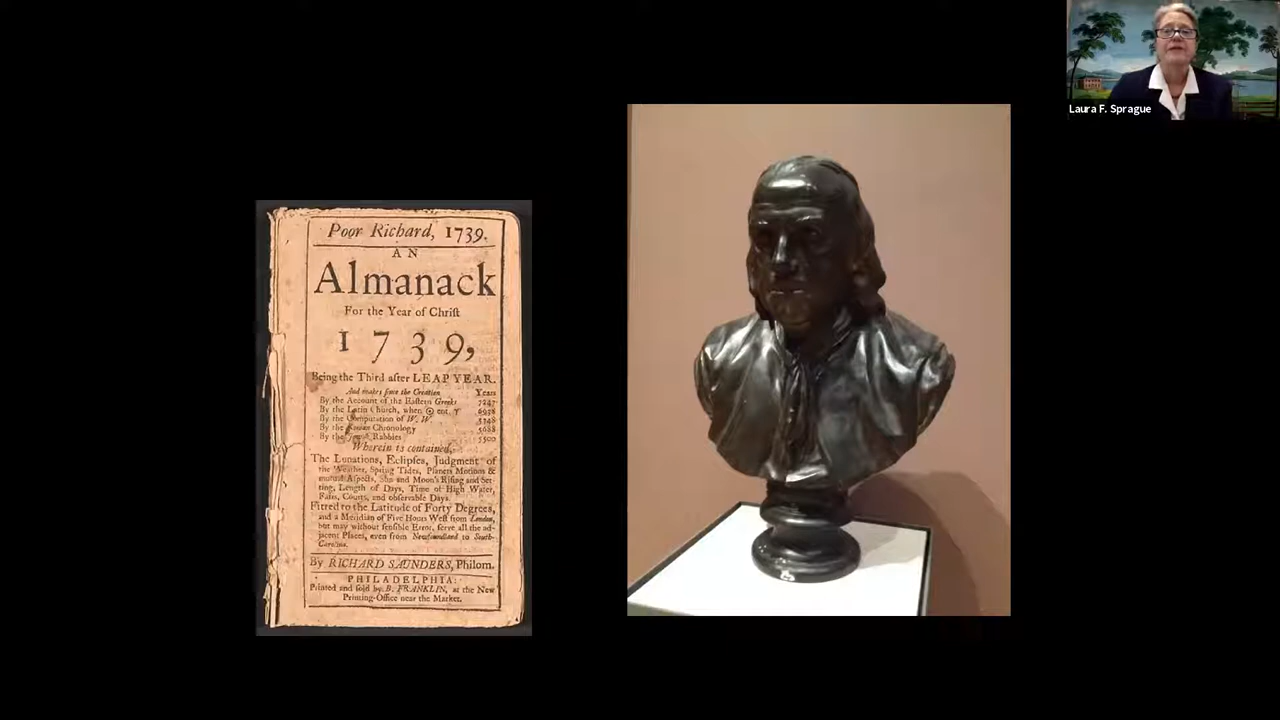 Poor Richard, 1739.
AN
Almanack
For the Year of Christ
1739,
Being the Third after LEAP YEAR.
And makes since the Creation Years
By the Account of the Eastern Greeks 7247
By the Latin Church, when ☉ ent. ♈ 6938
By the Computation of W. W. 5748
By the Roman Chronology 5688
By the Jewish Rabbies 5500
Wherein is contained,
The Lunations, Eclipses, Judgment of
the Weather, Spring Tides, Planets Motions &
mutual Aspects, Sun and Moon's Rising and Set-
ting, Length of Days, Time of High Water,
Fairs, Courts, and observable Days.
Fitted to the Latitude of Forty Degrees,
and a Meridian of Five Hours West from London,
but may without sensible Error, serve all the ad-
jacent Places, even from Newfoundland to South-
Carolina.
By RICHARD SAUNDERS, Philom.
PHILADELPHIA:
Printed and sold by B. FRANKLIN, at the New
Printing-Office near the Market.
Laura F. Sprague